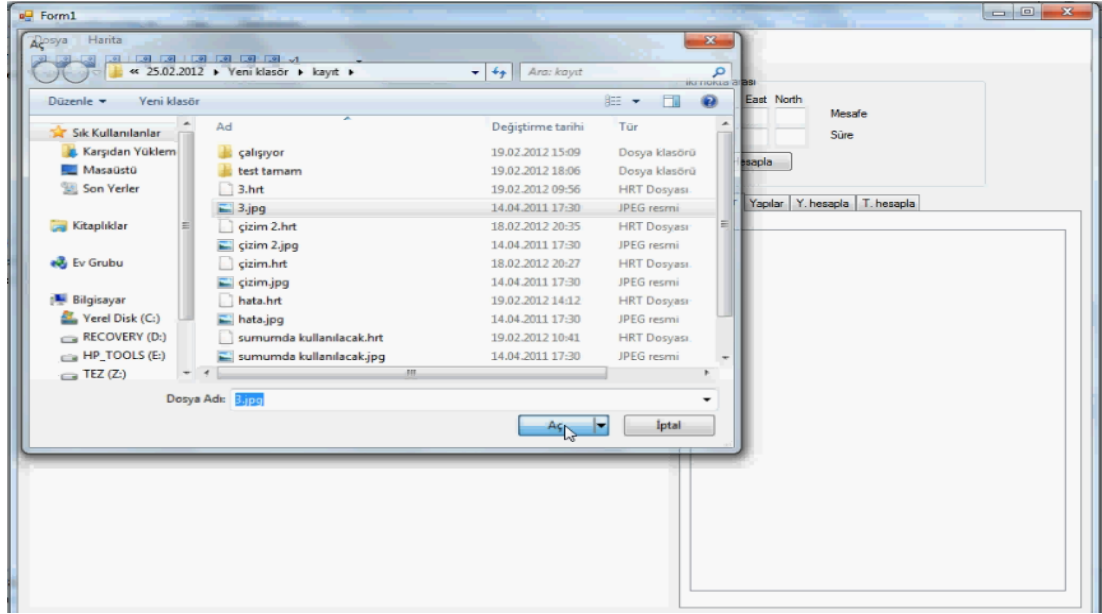 Form1
Aç
Dosya Harita
« 25.02.2012 ▸ Yeni klasör ▸ kayıt ▸
Ara: kayıt
Düzenle Yeni klasör
Ad Değiştirme tarihi Tür
Sık Kullanılanlar
Karşıdan Yüklem
Masaüstü
Son Yerler
Kitaplıklar
Ev Grubu
Bilgisayar
Yerel Disk (C:)
RECOVERY (D:)
HP_TOOLS (E:)
TEZ (Z:)
çalışıyor 19.02.2012 15:09 Dosya klasörü
test tamam 19.02.2012 18:06 Dosya klasörü
3.hrt 19.02.2012 09:56 HRT Dosyası
3.jpg 14.04.2011 17:30 JPEG resmi
çizim 2.hrt 18.02.2012 20:35 HRT Dosyası
çizim 2.jpg 14.04.2011 17:30 JPEG resmi
çizim.hrt 18.02.2012 20:27 HRT Dosyası
çizim.jpg 14.04.2011 17:30 JPEG resmi
hata.hrt 19.02.2012 14:12 HRT Dosyası
hata.jpg 14.04.2011 17:30 JPEG resmi
sumumda kullanılacak.hrt 19.02.2012 10:41 HRT Dosyası
sumumda kullanılacak.jpg 14.04.2011 17:30 JPEG resmi
Dosya Adı: 3.jpg
Aç İptal
East North
Mesafe
Süre
Yapılar Y. hesapla T. hesapla